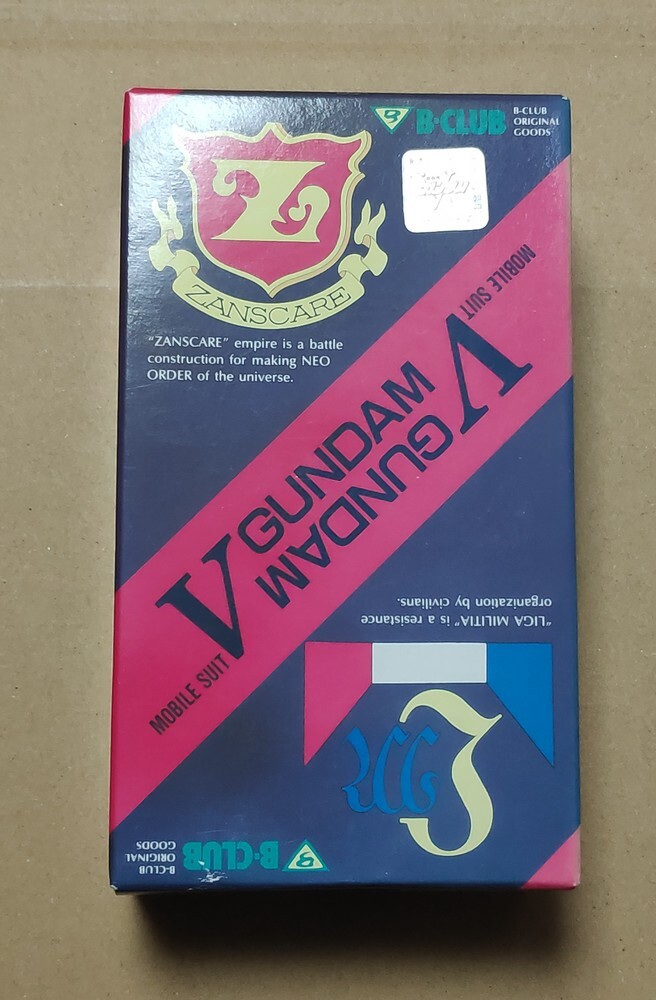 B-CLUB
B-CLUB
ORIGINAL
GOODS
Z
ZANSCARE
"ZANSCARE" empire is a battle
construction for making NEO
ORDER of the universe.
MOBILE SUIT
V GUNDAM
MOBILE SUIT
V GUNDAM
"LIGA MILITIA" is a resistance
organization by civilians.
B-CLUB
B-CLUB
ORIGINAL
GOODS